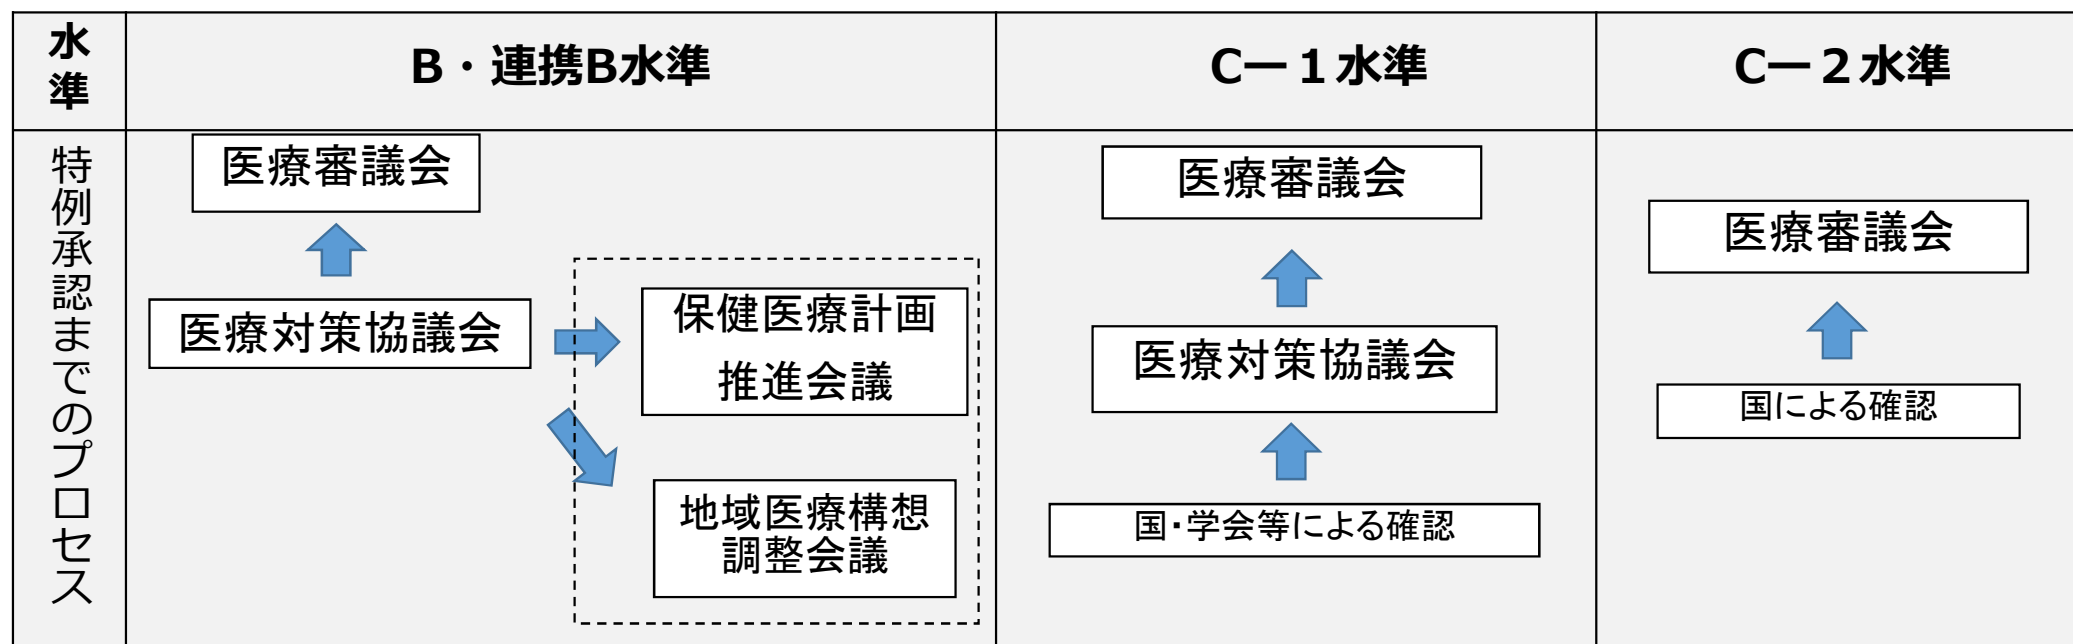 水準
B・連携B水準
Cー１水準
Cー２水準
特例承認までのプロセス
医療審議会
医療対策協議会
保健医療計画
推進会議
地域医療構想
調整会議
医療審議会
医療対策協議会
国・学会等による確認
医療審議会
国による確認